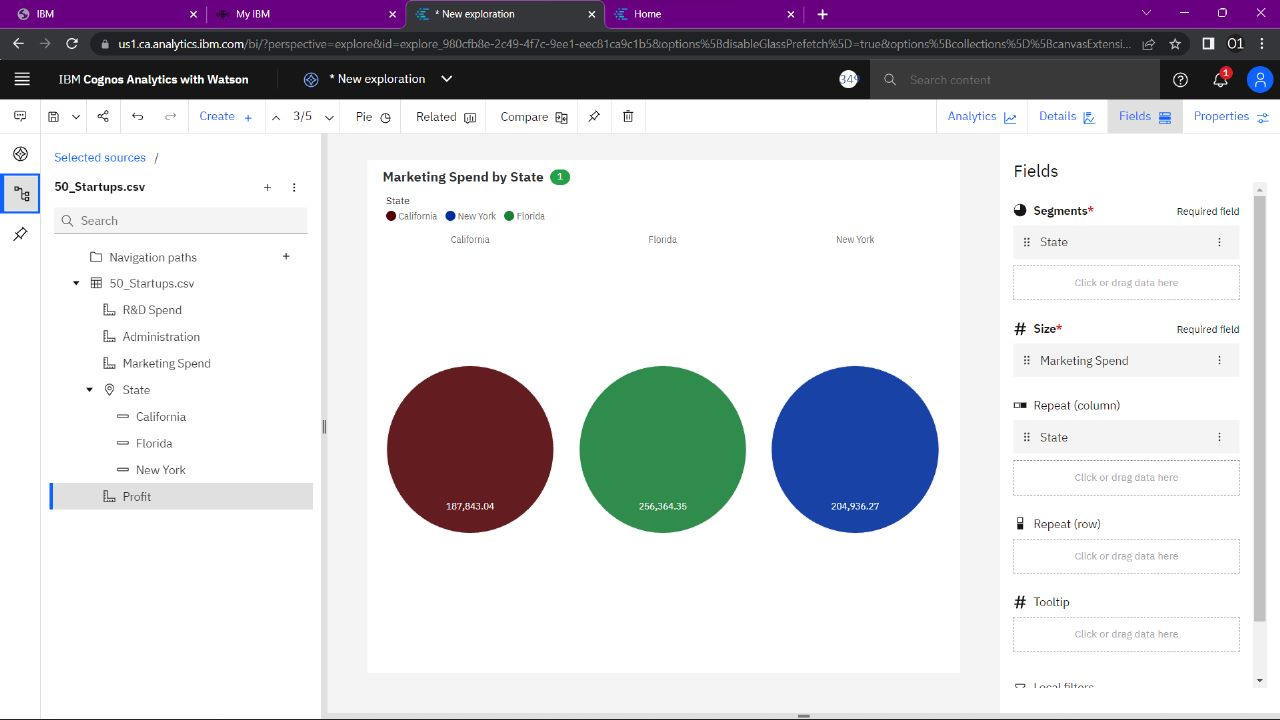 IBM
My IBM
* New exploration
Home
us1.ca.analytics.ibm.com/bi/?perspective=explore&id=explore_980cfb8e-2c49-4f7c-9ee1-eec81ca9c1b5&options%5BdisableGlassPrefetch%5D=true&options%5Bcollections%5D%5BcanvasExtensi...
IBM Cognos Analytics with Watson
* New exploration
349
Search content
1
Create +
3/5
Pie
Related
Compare
Analytics
Details
Fields
Properties
Selected sources /
50_Startups.csv
Search
Navigation paths
50_Startups.csv
R&D Spend
Administration
Marketing Spend
State
California
Florida
New York
Profit
Marketing Spend by State 1
State
California New York Florida
California Florida New York
187,843.04 256,364.35 204,936.27
Fields
Segments* Required field
State
Click or drag data here
# Size* Required field
Marketing Spend
Repeat (column)
State
Click or drag data here
Repeat (row)
Click or drag data here
# Tooltip
Click or drag data here
Local filters